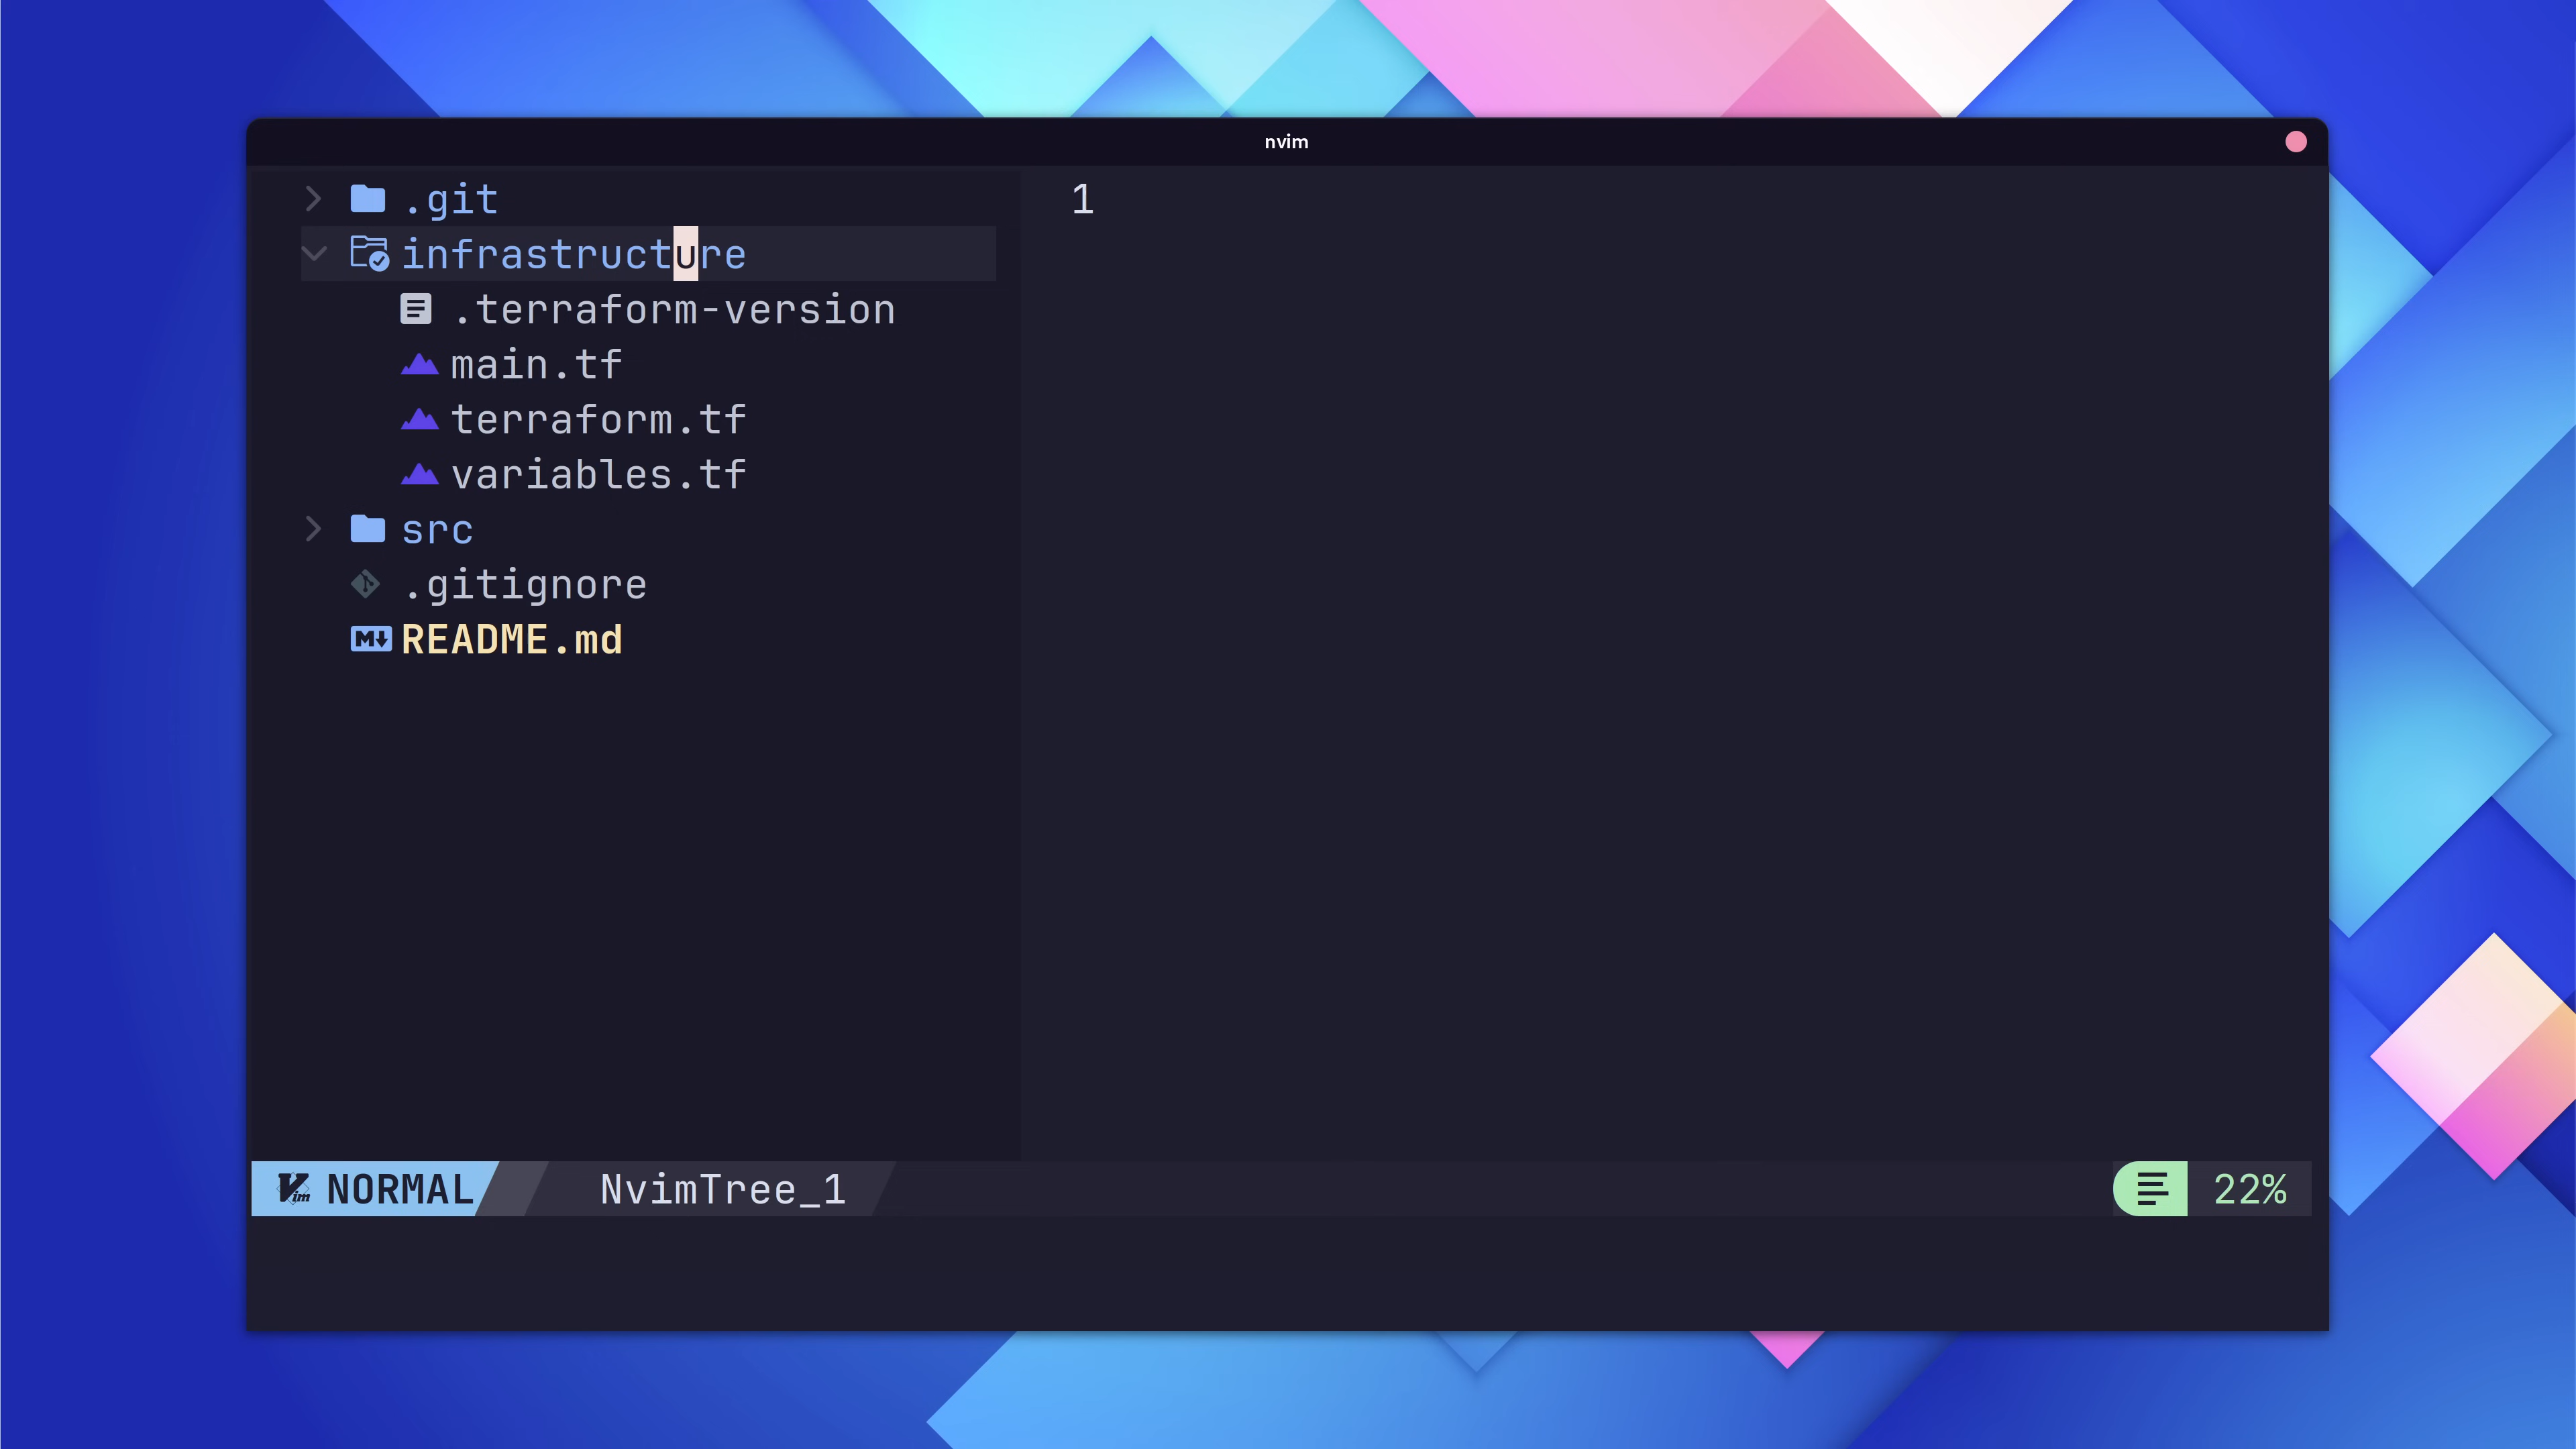 nvim
.git
infrastructure
.terraform-version
main.tf
terraform.tf
variables.tf
src
.gitignore
README.md
1
NORMAL NvimTree_1 22%